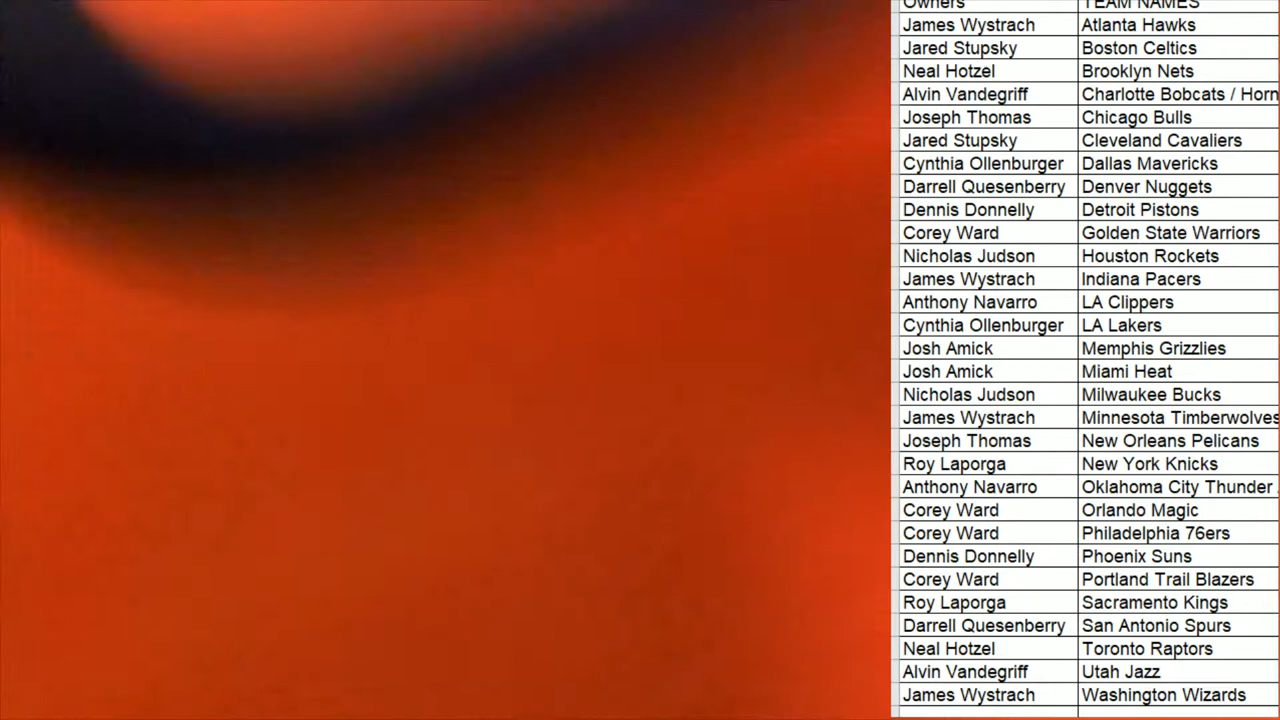 Owners TEAM NAMES
James Wystrach Atlanta Hawks
Jared Stupsky Boston Celtics
Neal Hotzel Brooklyn Nets
Alvin Vandegriff Charlotte Bobcats / Horn
Joseph Thomas Chicago Bulls
Jared Stupsky Cleveland Cavaliers
Cynthia Ollenburger Dallas Mavericks
Darrell Quesenberry Denver Nuggets
Dennis Donnelly Detroit Pistons
Corey Ward Golden State Warriors
Nicholas Judson Houston Rockets
James Wystrach Indiana Pacers
Anthony Navarro LA Clippers
Cynthia Ollenburger LA Lakers
Josh Amick Memphis Grizzlies
Josh Amick Miami Heat
Nicholas Judson Milwaukee Bucks
James Wystrach Minnesota Timberwolves
Joseph Thomas New Orleans Pelicans
Roy Laporga New York Knicks
Anthony Navarro Oklahoma City Thunder
Corey Ward Orlando Magic
Corey Ward Philadelphia 76ers
Dennis Donnelly Phoenix Suns
Corey Ward Portland Trail Blazers
Roy Laporga Sacramento Kings
Darrell Quesenberry San Antonio Spurs
Neal Hotzel Toronto Raptors
Alvin Vandegriff Utah Jazz
James Wystrach Washington Wizards